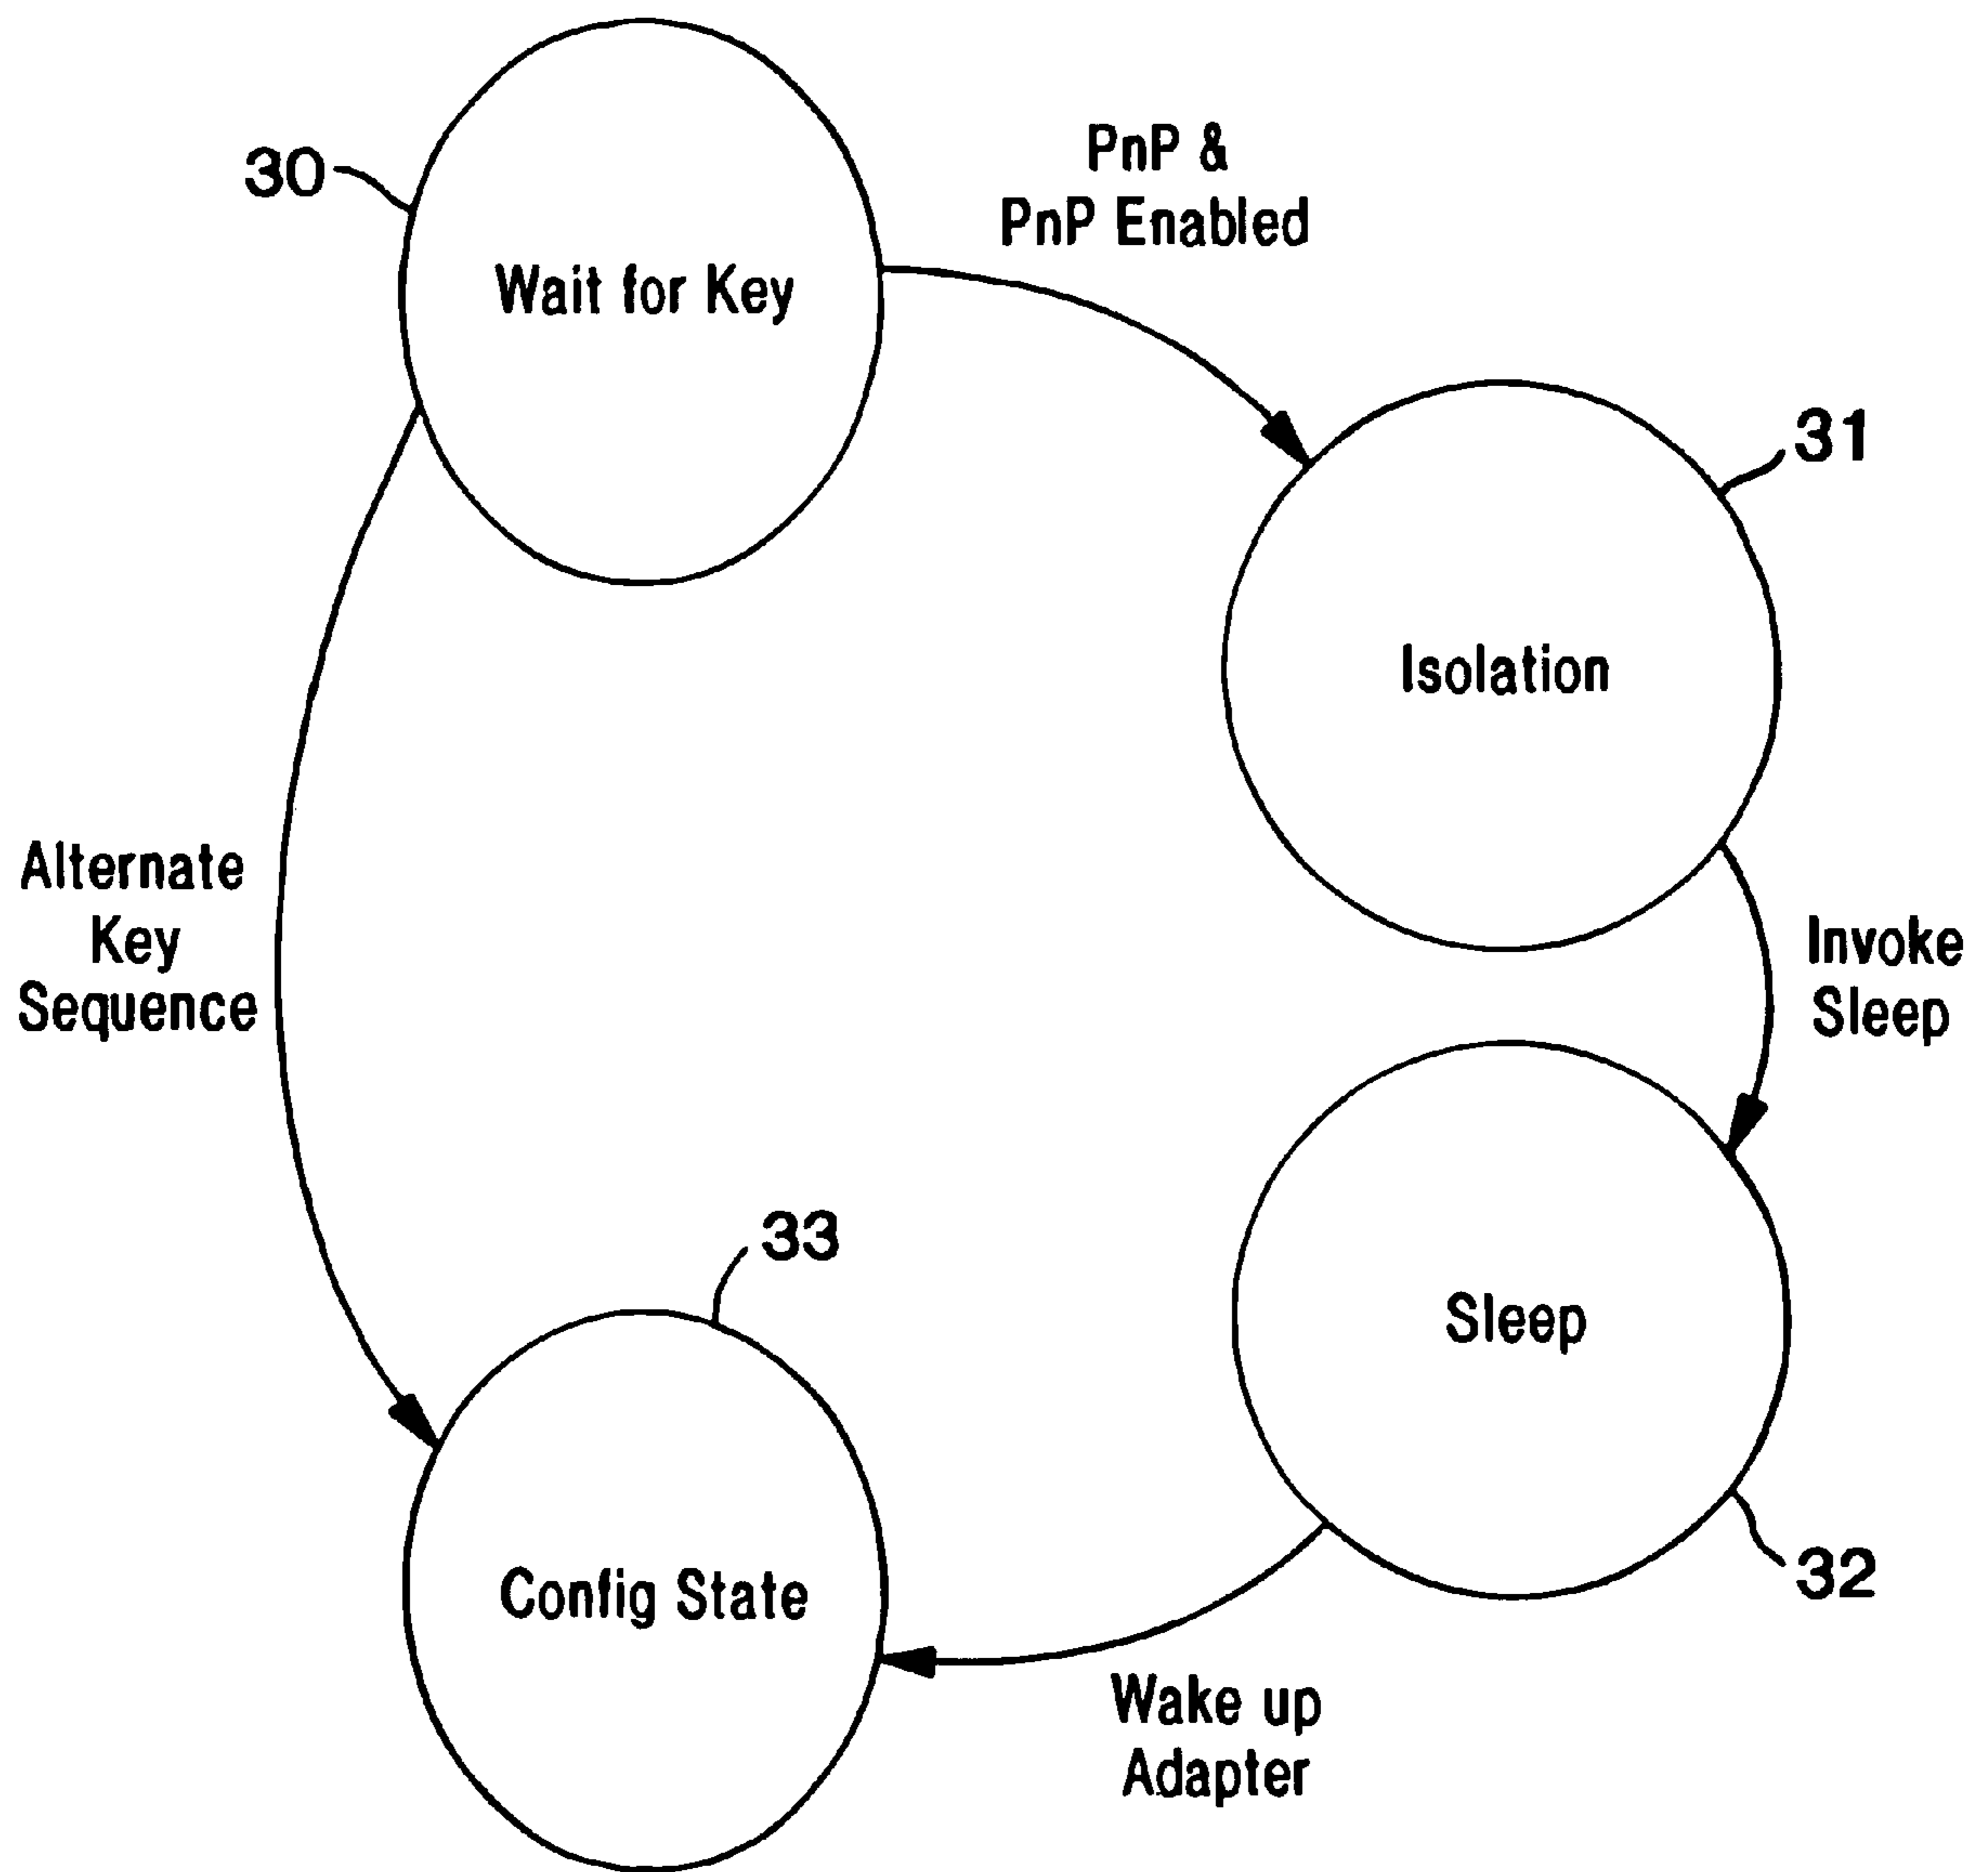 30
Wait for Key
PnP &
PnP Enabled
31
Isolation
Alternate
Key
Sequence
Invoke
Sleep
33
Sleep
Config State
32
Wake up
Adapter